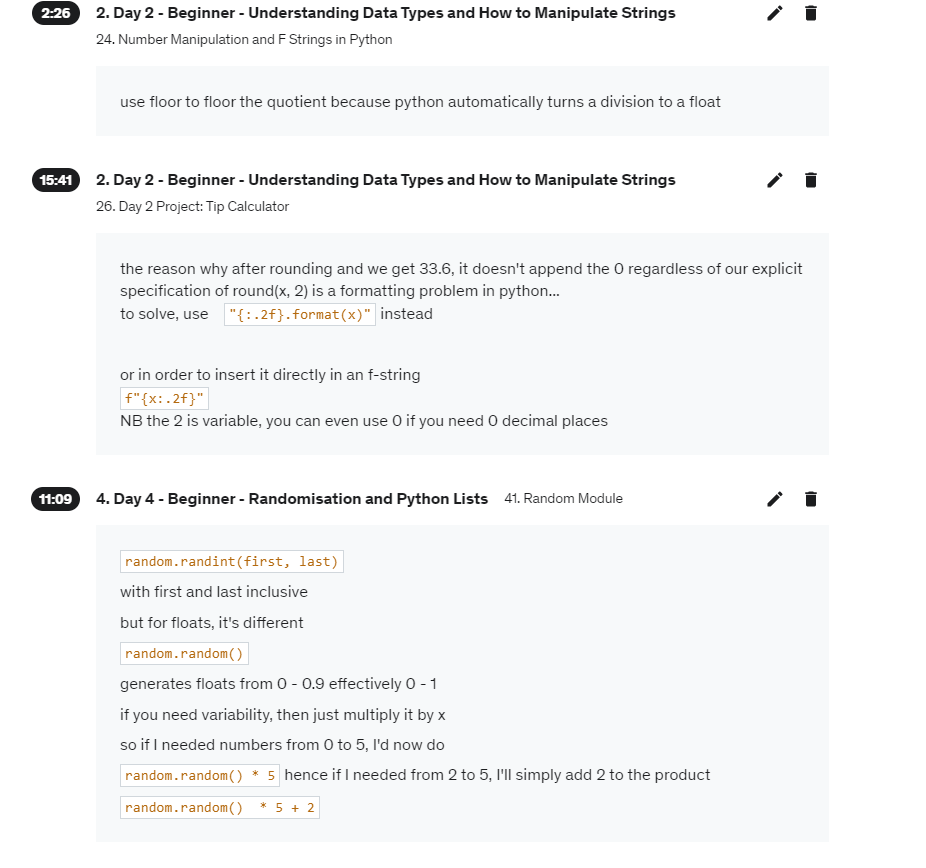 2:26
2. Day 2 - Beginner - Understanding Data Types and How to Manipulate Strings
24. Number Manipulation and F Strings in Python
use floor to floor the quotient because python automatically turns a division to a float
15:41
2. Day 2 - Beginner - Understanding Data Types and How to Manipulate Strings
26. Day 2 Project: Tip Calculator
the reason why after rounding and we get 33.6, it doesn't append the 0 regardless of our explicit
specification of round(x, 2) is a formatting problem in python...
to solve, use "{:.2f}.format(x)" instead
or in order to insert it directly in an f-string
f"{x:.2f}"
NB the 2 is variable, you can even use 0 if you need 0 decimal places
11:09
4. Day 4 - Beginner - Randomisation and Python Lists 41. Random Module
random.randint(first, last)
with first and last inclusive
but for floats, it's different
random.random()
generates floats from 0 - 0.9 effectively 0 - 1
if you need variability, then just multiply it by x
so if I needed numbers from 0 to 5, I'd now do
random.random() * 5 hence if I needed from 2 to 5, I'll simply add 2 to the product
random.random()  * 5 + 2